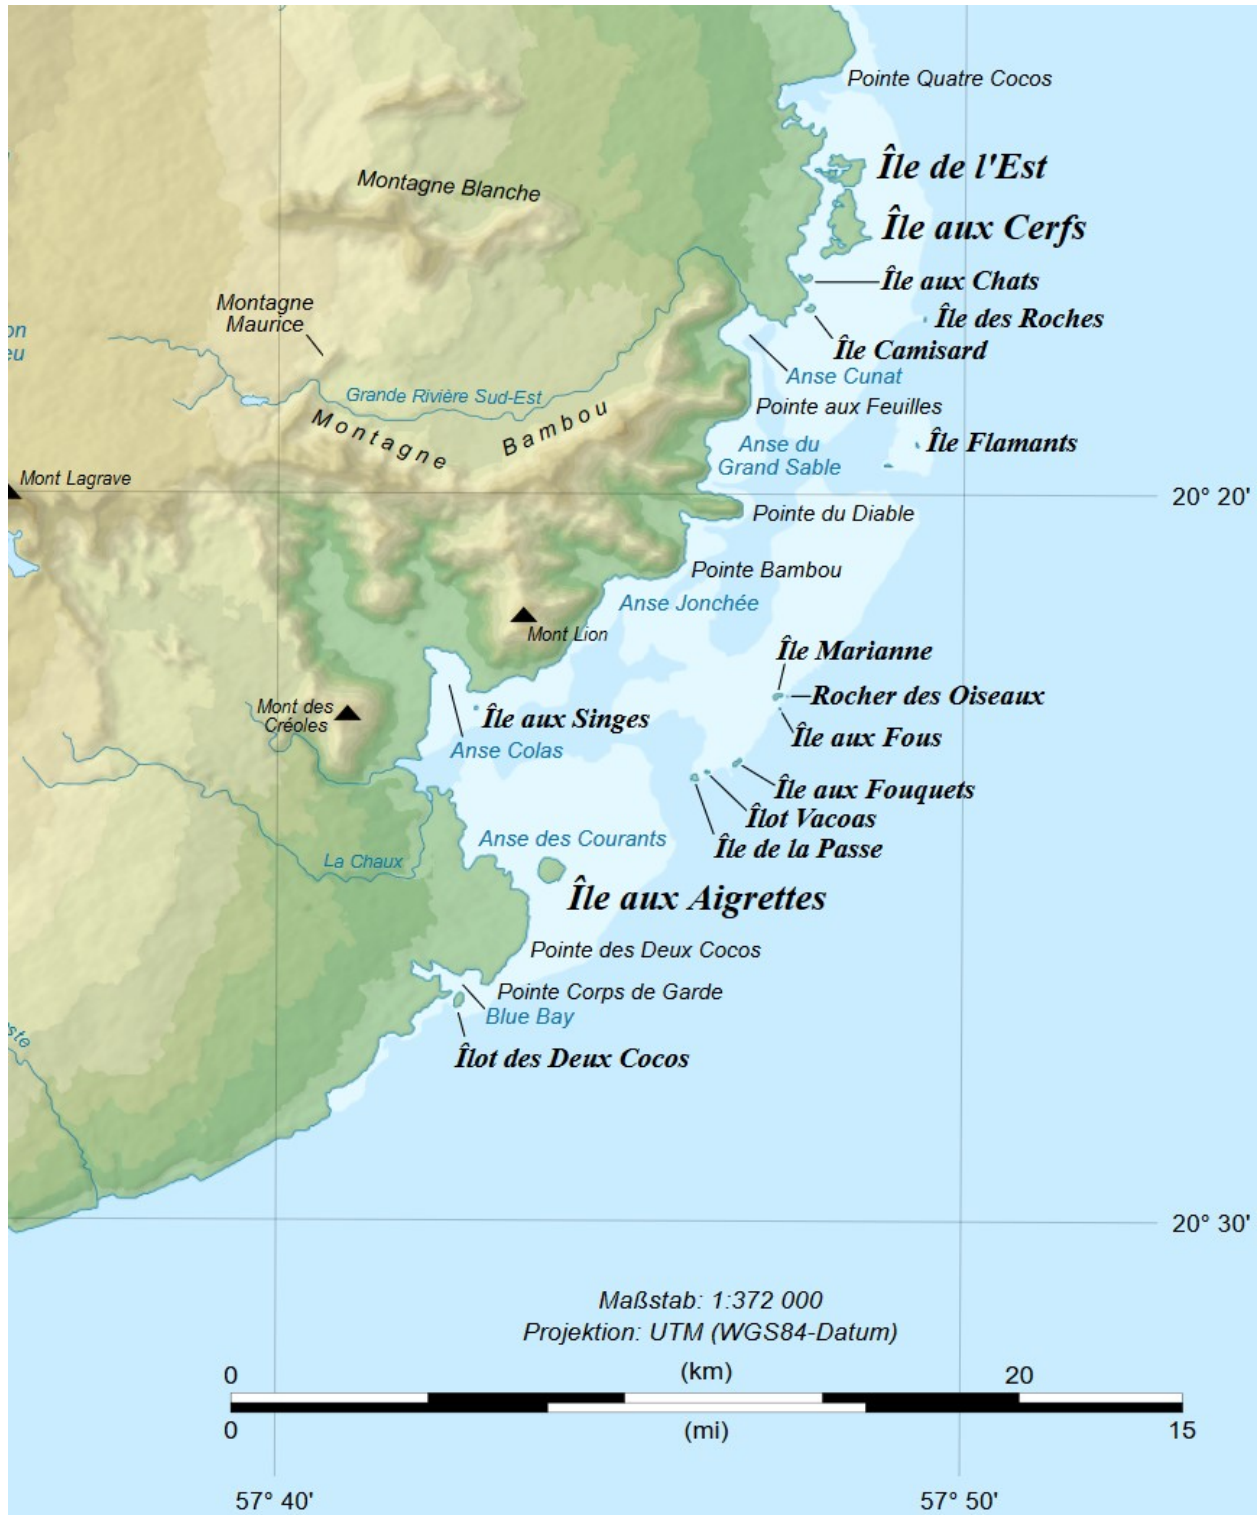 Pointe Quatre Cocos
Île de l'Est
Montagne Blanche
Île aux Cerfs
Île aux Chats
Montagne
Maurice
Île des Roches
on
eu
Île Camisard
Anse Cunat
Grande Rivière Sud-Est
Pointe aux Feuilles
Montagne Bambou
Anse du
Grand Sable
Île Flamants
Mont Lagrave
20° 20'
Pointe du Diable
Pointe Bambou
Anse Jonchée
Mont Lion
Île Marianne
Rocher des Oiseaux
Mont des
Créoles
Île aux Singes
Île aux Fous
Anse Colas
Île aux Fouquets
Îlot Vacoas
Anse des Courants
Île de la Passe
La Chaux
Île aux Aigrettes
Pointe des Deux Cocos
Pointe Corps de Garde
Blue Bay
Îlot des Deux Cocos
20° 30'
Maßstab: 1:372 000
Projektion: UTM (WGS84-Datum)
0 (km) 20
0 (mi) 15
57° 40' 57° 50'